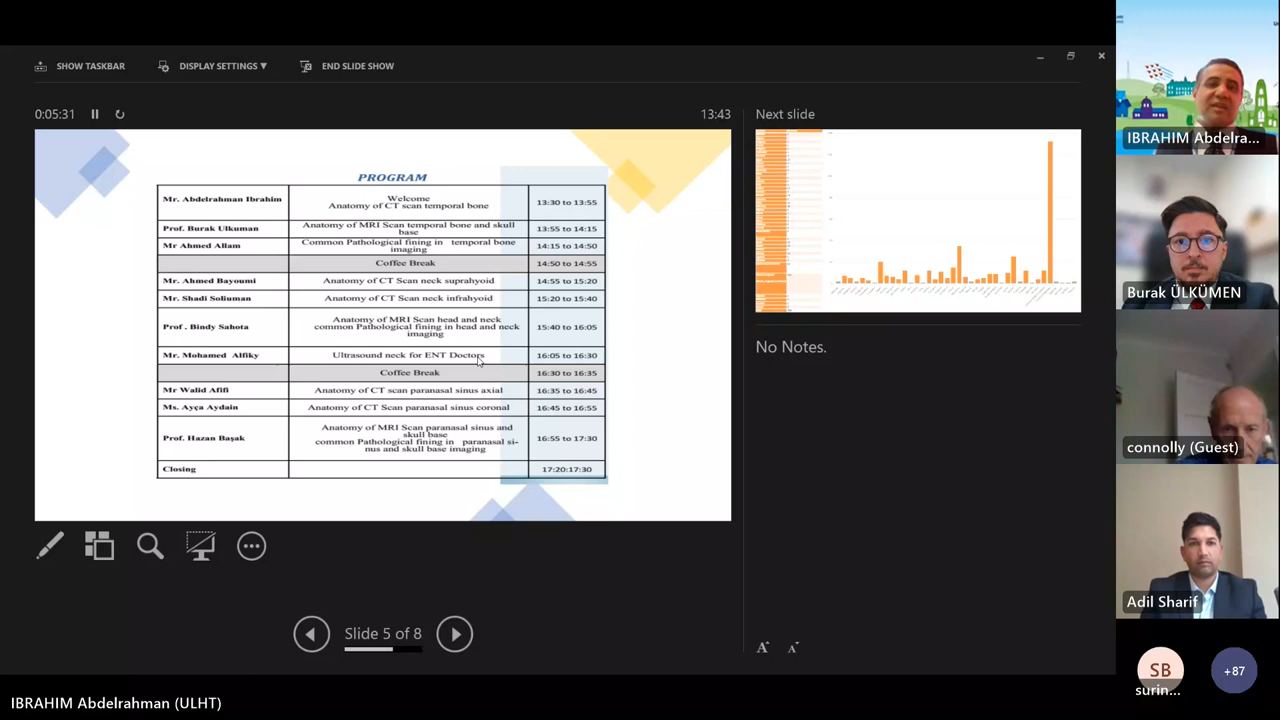 SHOW TASKBAR
DISPLAY SETTINGS ▼
END SLIDE SHOW
0:05:31
13:43
PROGRAM
Mr. Abdelrahman Ibrahim
Welcome
Anatomy of CT scan temporal bone
13:30 to 13:55
Prof. Burak Ulkuman
Anatomy of MRI Scan temporal bone and skull
base
13:55 to 14:15
Mr Ahmed Allam
Common Pathological fining in temporal bone
imaging
14:15 to 14:50
Coffee Break
14:50 to 14:55
Mr. Ahmed Bayoumi
Anatomy of CT Scan neck suprahyoid
14:55 to 15:20
Mr. Shadi Soliuman
Anatomy of CT Scan neck infrahyoid
15:20 to 15:40
Prof . Bindy Sahota
Anatomy of MRI Scan head and neck
common Pathological fining in head and neck
imaging
15:40 to 16:05
Mr. Mohamed Alfiky
Ultrasound neck for ENT Doctors
16:05 to 16:30
Coffee Break
16:30 to 16:35
Mr Walid Afifi
Anatomy of CT scan paranasal sinus axial
16:35 to 16:45
Ms. Ayça Aydain
Anatomy of CT Scan paranasal sinus coronal
16:45 to 16:55
Prof. Hazan Başak
Anatomy of MRI Scan paranasal sinus and
skull base
common Pathological fining in paranasal si-
nus and skull base imaging
16:55 to 17:30
Closing
17:20:17:30
Slide 5 of 8
Next slide
No Notes.
A A
IBRAHIM Abdelra...
Burak ÜLKÜMEN
connolly (Guest)
Adil Sharif
SB
surin...
+87
IBRAHIM Abdelrahman (ULHT)